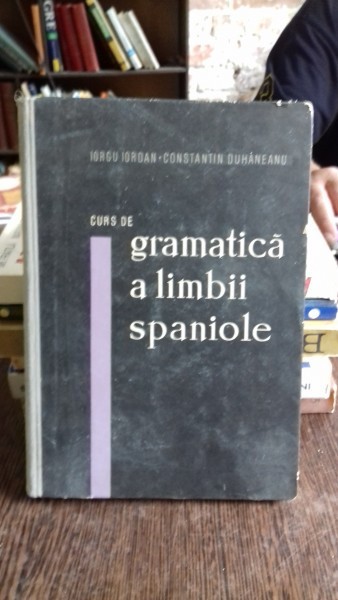 IORGU IORDAN • CONSTANTIN DUHĂNEANU
CURS DE
gramatică
a limbii
spaniole